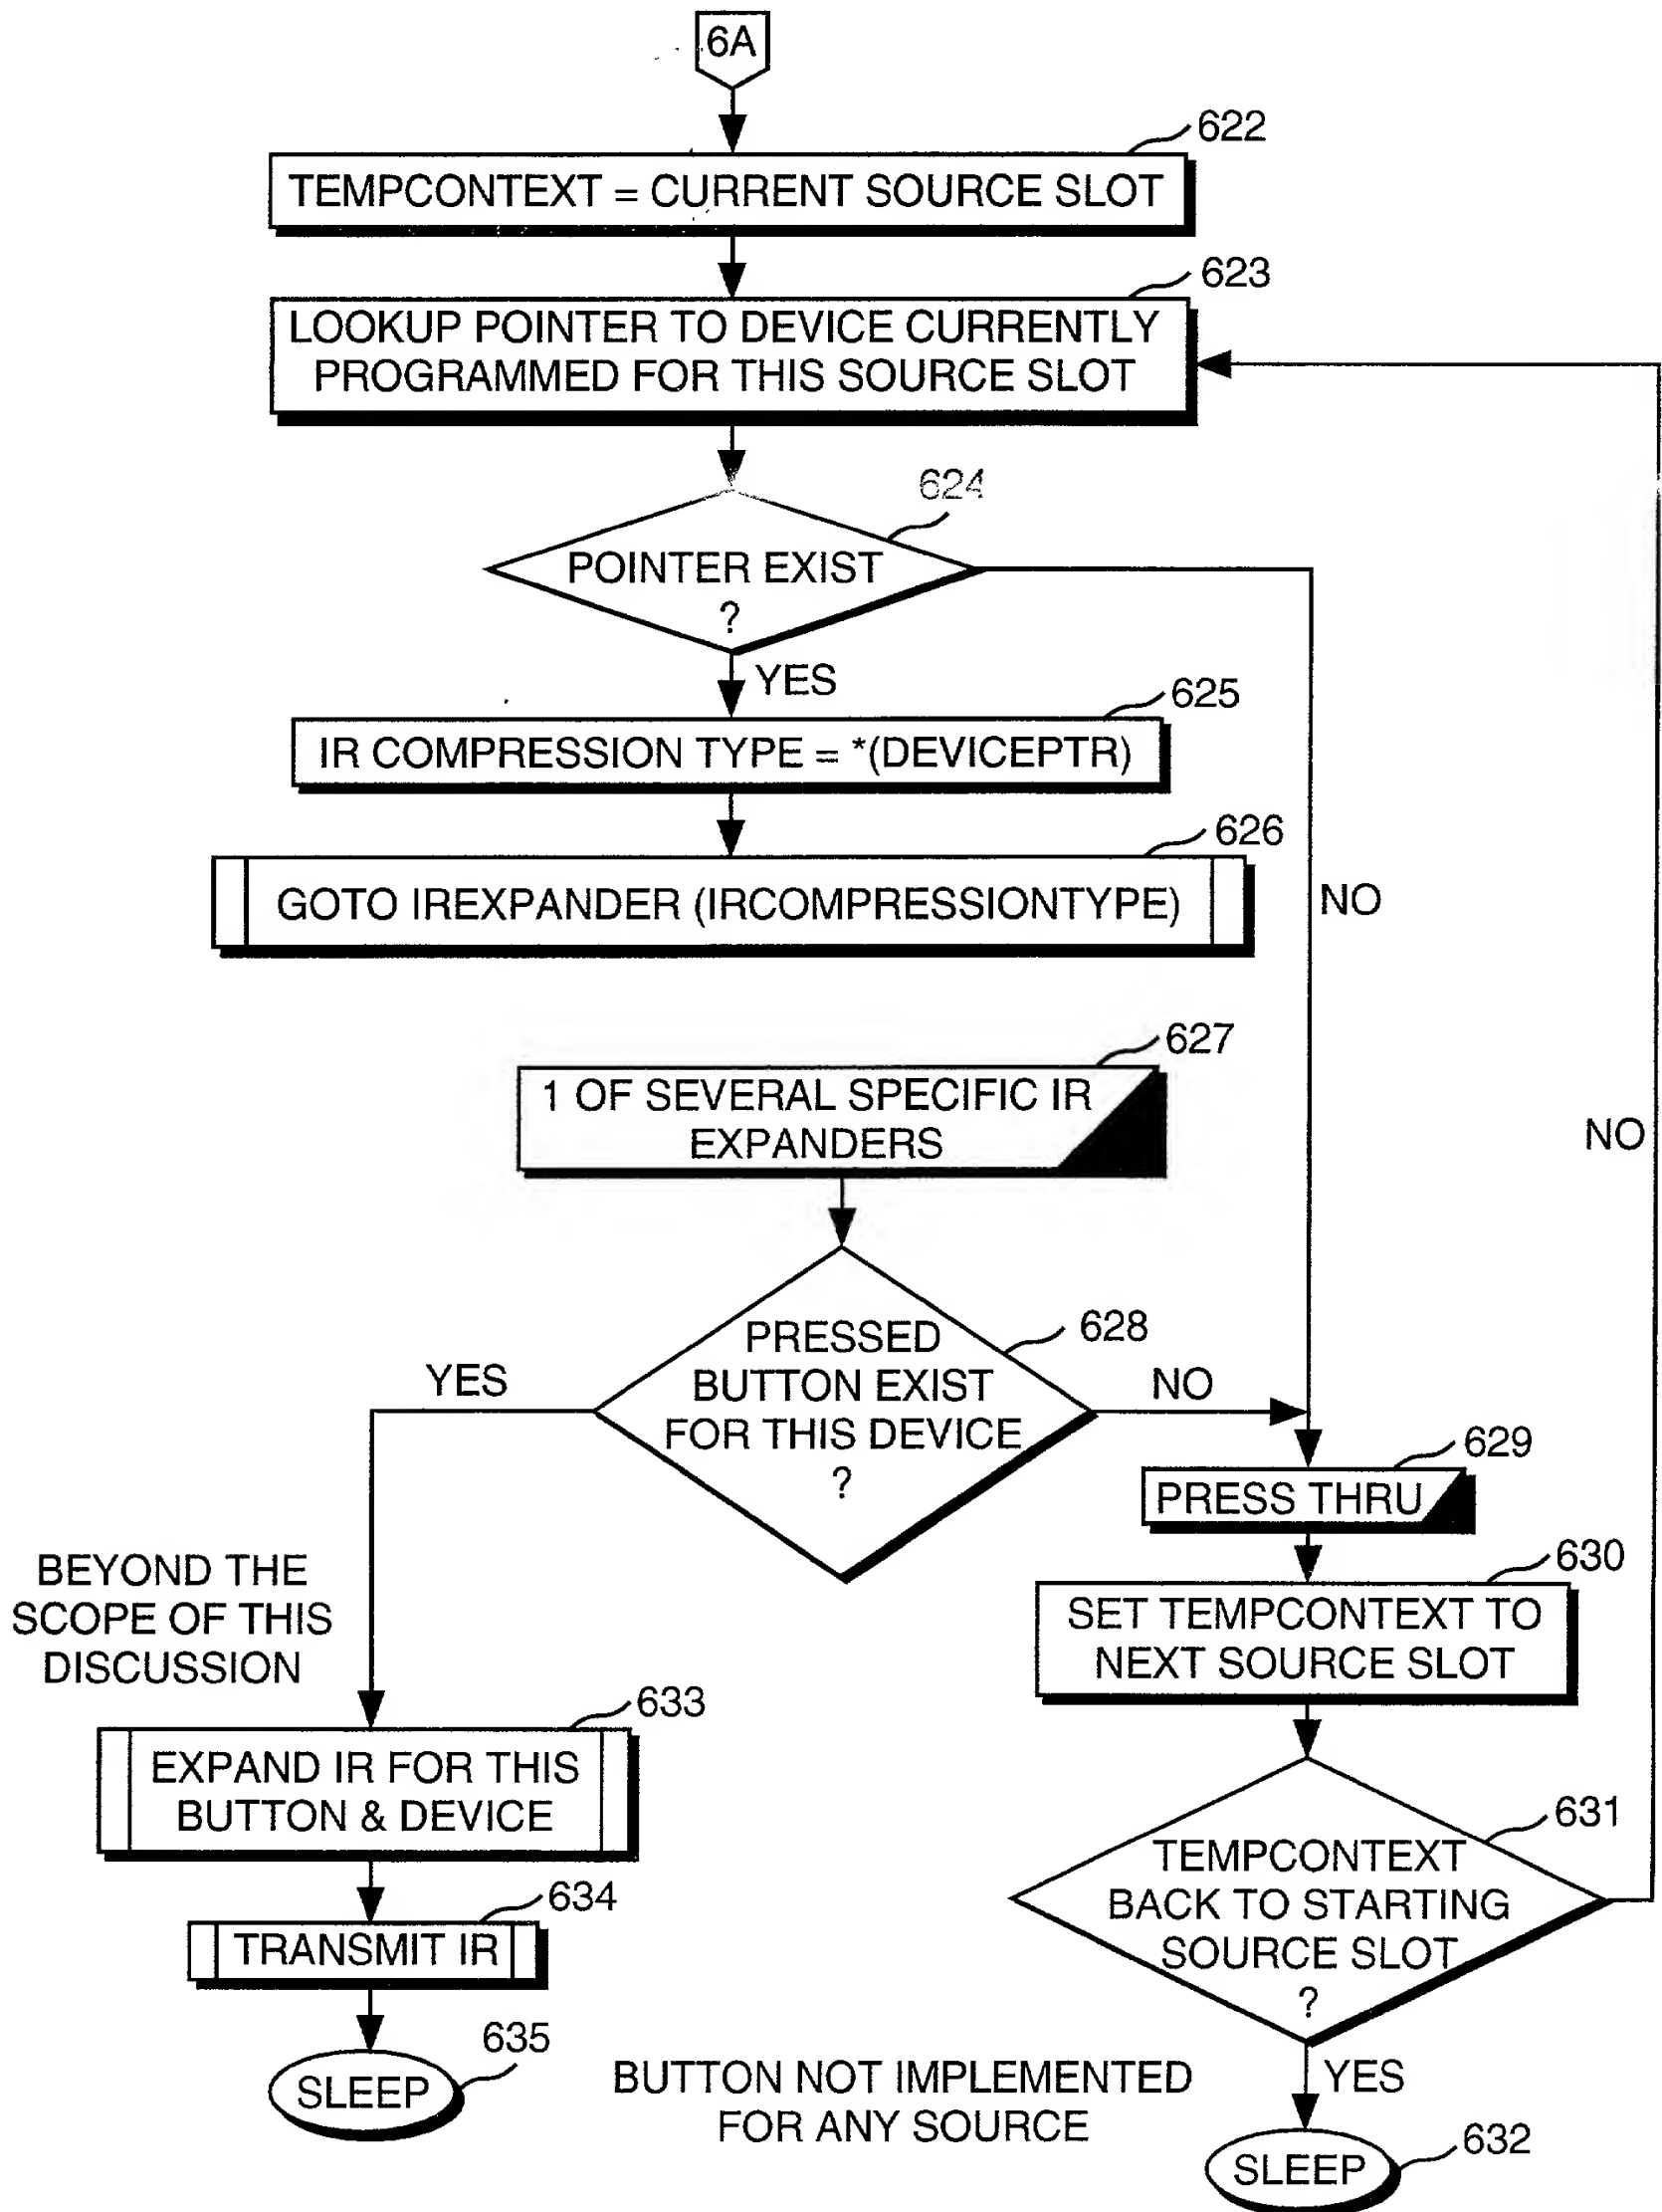 6A
622
TEMPCONTEXT = CURRENT SOURCE SLOT
623
LOOKUP POINTER TO DEVICE CURRENTLY
PROGRAMMED FOR THIS SOURCE SLOT
624
POINTER EXIST
?
YES
625
IR COMPRESSION TYPE = *(DEVICEPTR)
626
GOTO IREXPANDER (IRCOMPRESSIONTYPE)
NO
627
1 OF SEVERAL SPECIFIC IR
EXPANDERS
NO
628
PRESSED
BUTTON EXIST
FOR THIS DEVICE
?
YES
NO
629
PRESS THRU
630
SET TEMPCONTEXT TO
NEXT SOURCE SLOT
BEYOND THE
SCOPE OF THIS
DISCUSSION
633
EXPAND IR FOR THIS
BUTTON & DEVICE
631
TEMPCONTEXT
BACK TO STARTING
SOURCE SLOT
?
634
TRANSMIT IR
635
SLEEP
BUTTON NOT IMPLEMENTED
FOR ANY SOURCE
YES
632
SLEEP